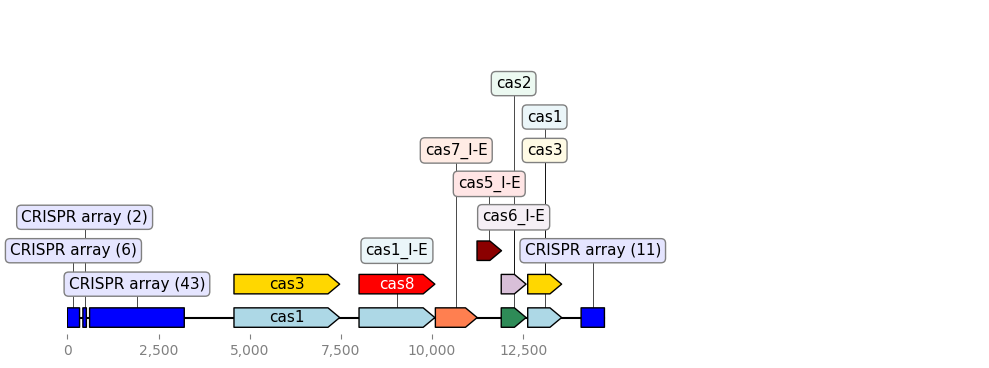 cas2
cas1
cas7_I-E
cas3
cas5_I-E
CRISPR array (2)
cas6_I-E
CRISPR array (6)
cas1_I-E
CRISPR array (11)
CRISPR array (43)
cas3
cas8
cas1
0
2,500
5,000
7,500
10,000
12,500